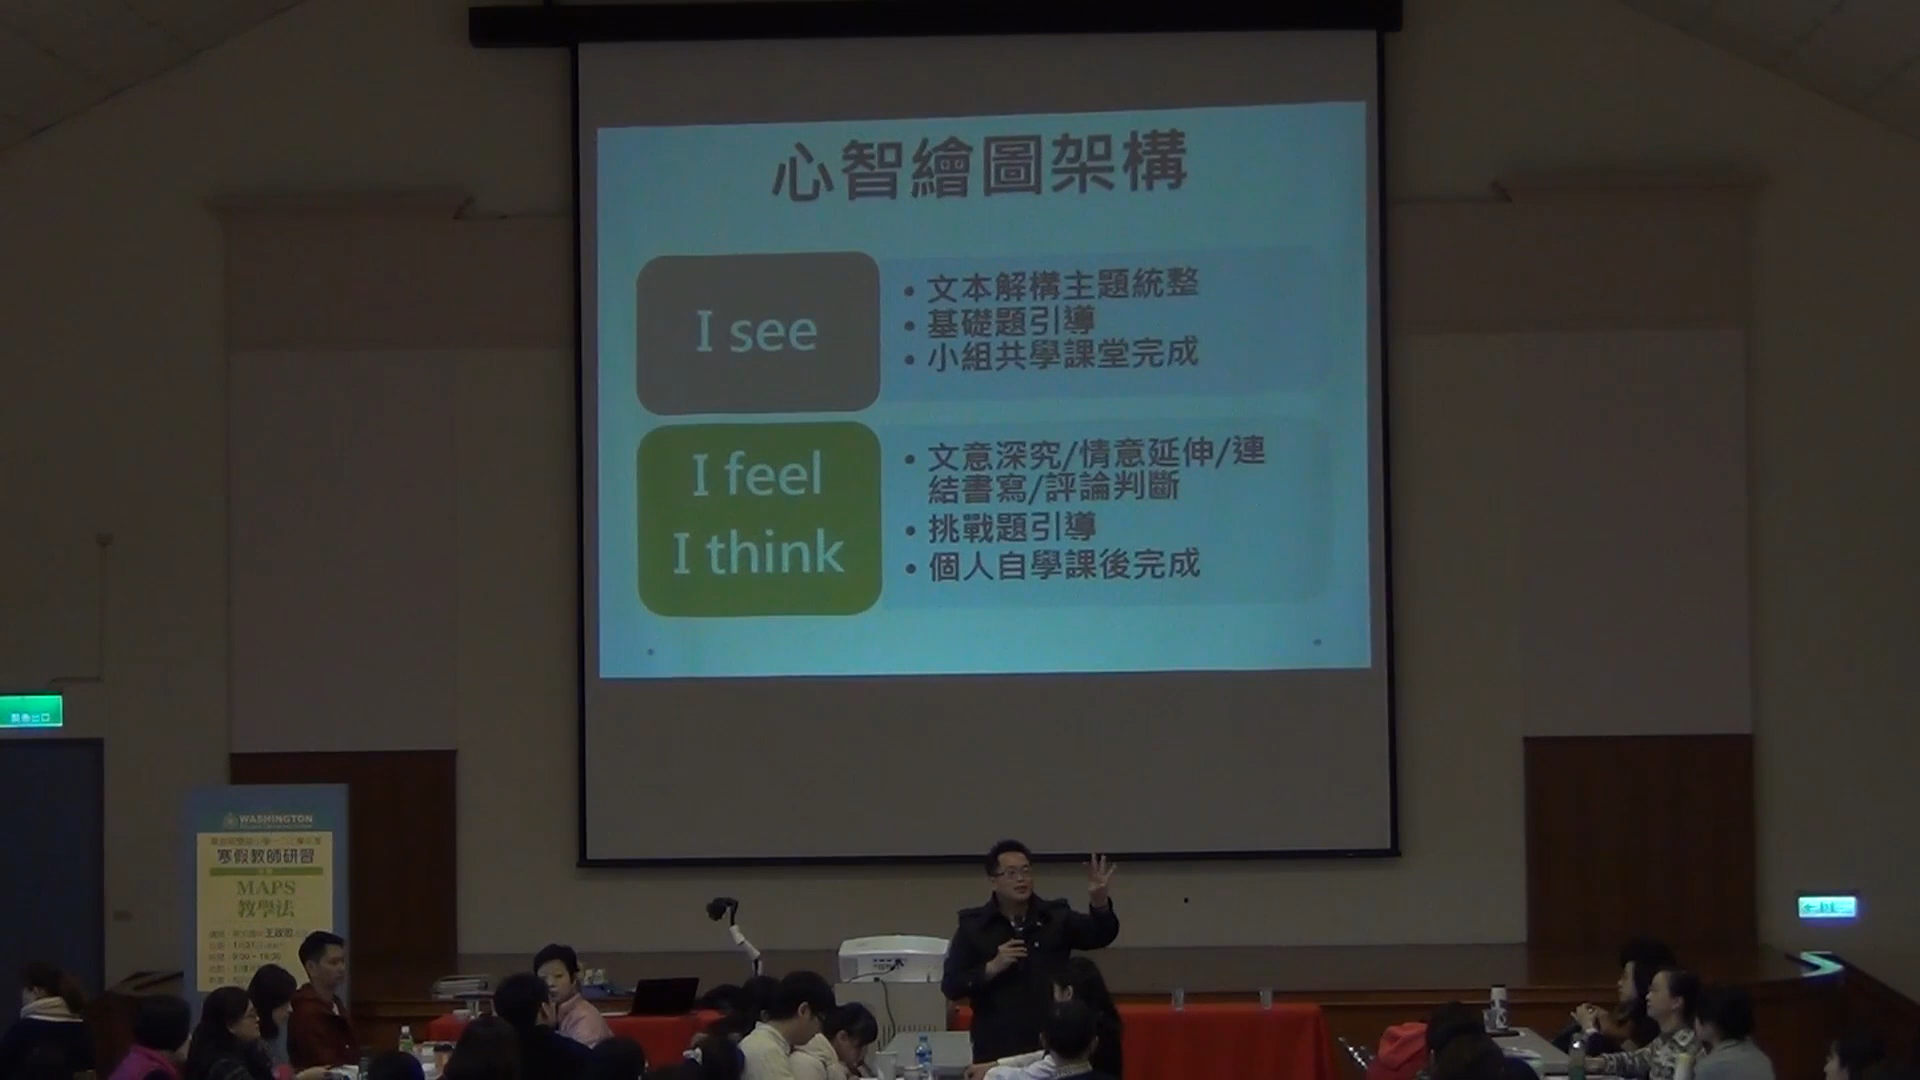 心智繪圖架構
I see
• 文本解構主題統整
• 基礎題引導
• 小組共學課堂完成
I feel
I think
• 文意深究/情意延伸/連
結書寫/評論判斷
• 挑戰題引導
• 個人自學課後完成
WASHINGTON
寒假教師研習
MAPS
教學法